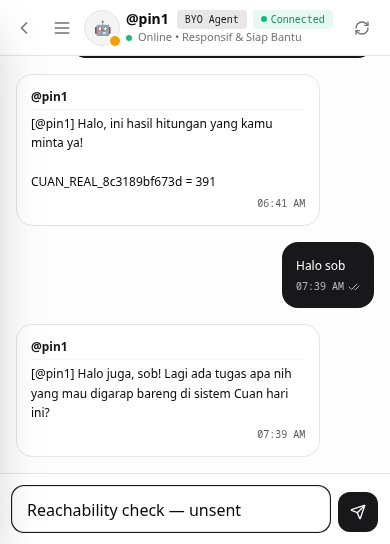 @pin1 BYO Agent Connected
Online • Responsif & Siap Bantu
@pin1
[@pin1] Halo, ini hasil hitungan yang kamu
minta ya!
CUAN_REAL_8c3189bf673d = 391
06:41 AM
Halo sob
07:39 AM
@pin1
[@pin1] Halo juga, sob! Lagi ada tugas apa nih
yang mau digarap bareng di sistem Cuan hari
ini?
07:39 AM
Reachability check — unsent